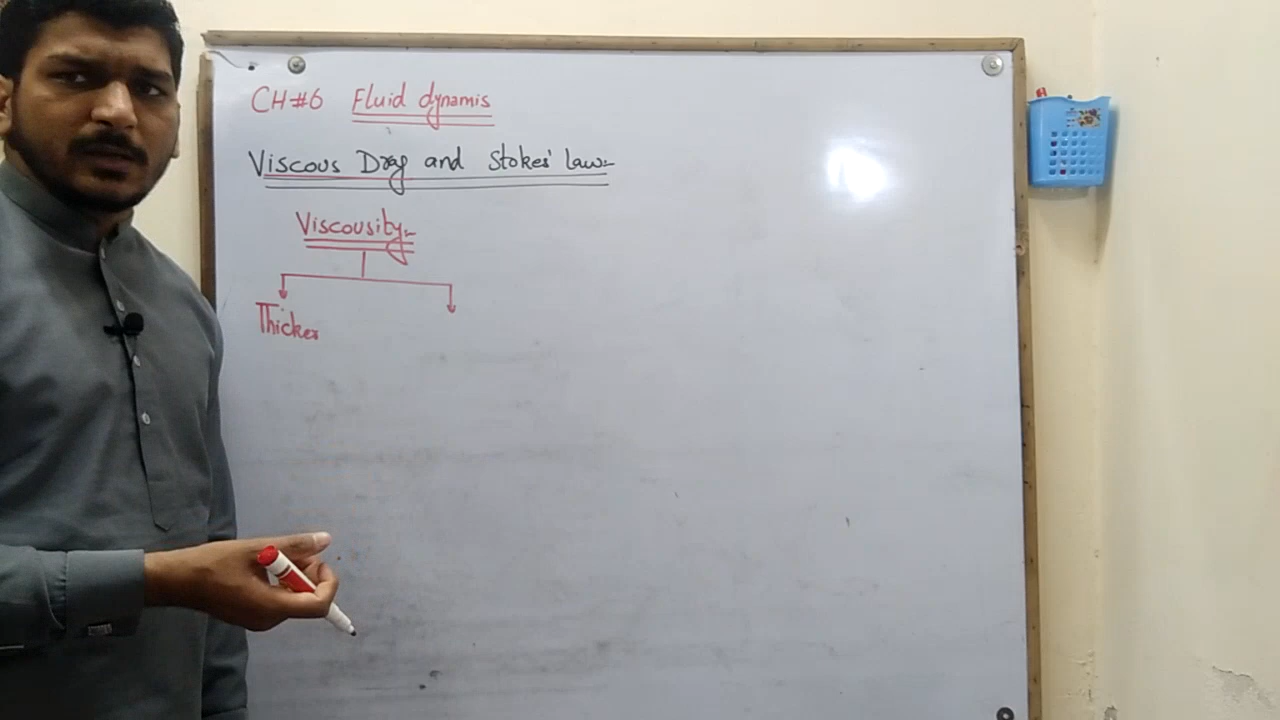 CH#6 Fluid dynamis
Viscous Drag and Stokes' Law:-
Viscousity:-
Thicker